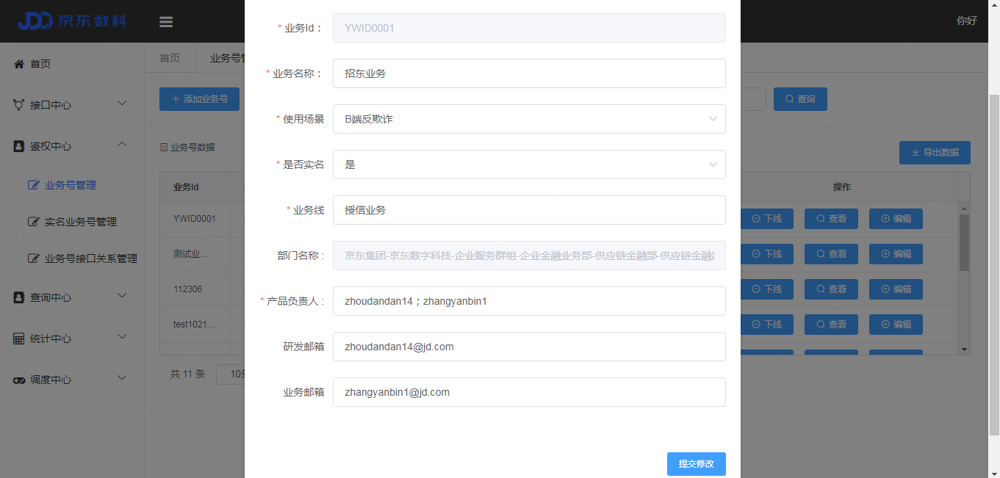 JDD 京东数科
你好
首页
接口中心
鉴权中心
业务号管理
实名业务号管理
业务号接口关系管理
查询中心
统计中心
调度中心
首页 业务号管
+ 添加业务号
查询
业务号数据
导出数据
业务Id 操作
YWID0001 下线 查看 编辑
测试业... 下线 查看 编辑
112306 下线 查看 编辑
test1021... 下线 查看 编辑
共 11 条 10条
* 业务Id： YWID0001
* 业务名称： 招东业务
* 使用场景 B端反欺诈
* 是否实名 是
* 业务线 授信业务
部门名称: 京东集团-京东数字科技-企业服务群组-企业金融业务部-供应链金融部-供应链金融
* 产品负责人: zhoudandan14；zhangyanbin1
研发邮箱 zhoudandan14@jd.com
业务邮箱 zhangyanbin1@jd.com
提交修改